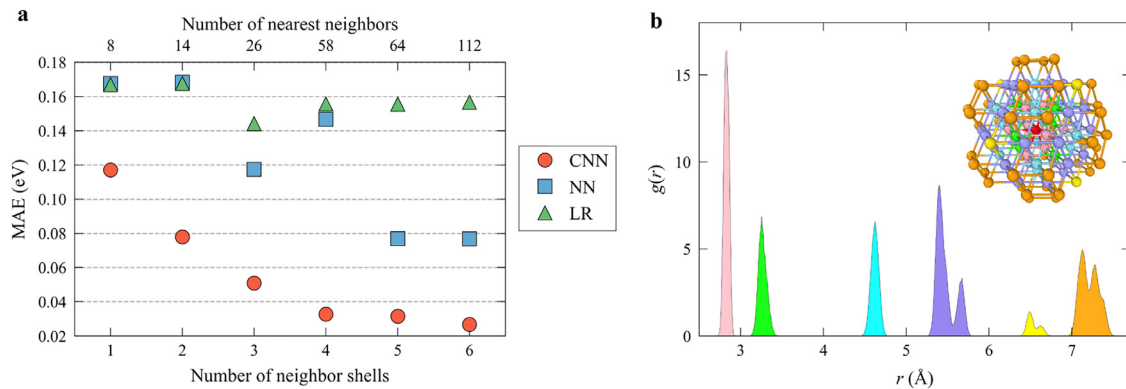 a
Number of nearest neighbors
8 14 26 58 64 112
0.18
0.16
0.14
0.12
0.10
0.08
0.06
0.04
0.02
MAE (eV)
1 2 3 4 5 6
Number of neighbor shells
CNN
NN
LR
b
15
10
5
0
g(r)
3 4 5 6 7
r (Å)